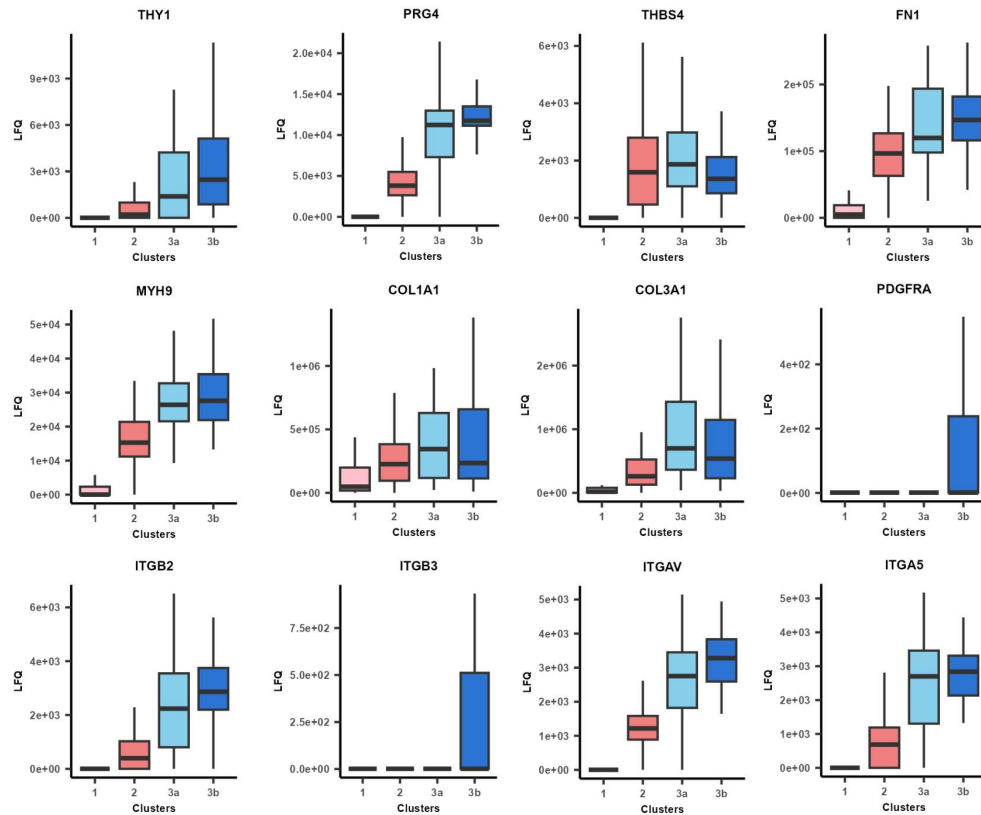 THY1
PRG4
THBS4
FN1
LFQ
9e+03
6e+03
3e+03
0e+00
1 2 3a 3b
Clusters
LFQ
2.0e+04
1.5e+04
1.0e+04
5.0e+03
0.0e+00
1 2 3a 3b
Clusters
LFQ
6e+03
4e+03
2e+03
0e+00
1 2 3a 3b
Clusters
LFQ
2e+05
1e+05
0e+00
1 2 3a 3b
Clusters
MYH9
COL1A1
COL3A1
PDGFRA
LFQ
5e+04
4e+04
3e+04
2e+04
1e+04
0e+00
1 2 3a 3b
Clusters
LFQ
1e+06
5e+05
0e+00
1 2 3a 3b
Clusters
LFQ
2e+06
1e+06
0e+00
1 2 3a 3b
Clusters
LFQ
4e+02
2e+02
0e+00
1 2 3a 3b
Clusters
ITGB2
ITGB3
ITGAV
ITGA5
LFQ
6e+03
4e+03
2e+03
0e+00
1 2 3a 3b
Clusters
LFQ
7.5e+02
5.0e+02
2.5e+02
0.0e+00
1 2 3a 3b
Clusters
LFQ
5e+03
4e+03
3e+03
2e+03
1e+03
0e+00
1 2 3a 3b
Clusters
LFQ
5e+03
4e+03
3e+03
2e+03
1e+03
0e+00
1 2 3a 3b
Clusters